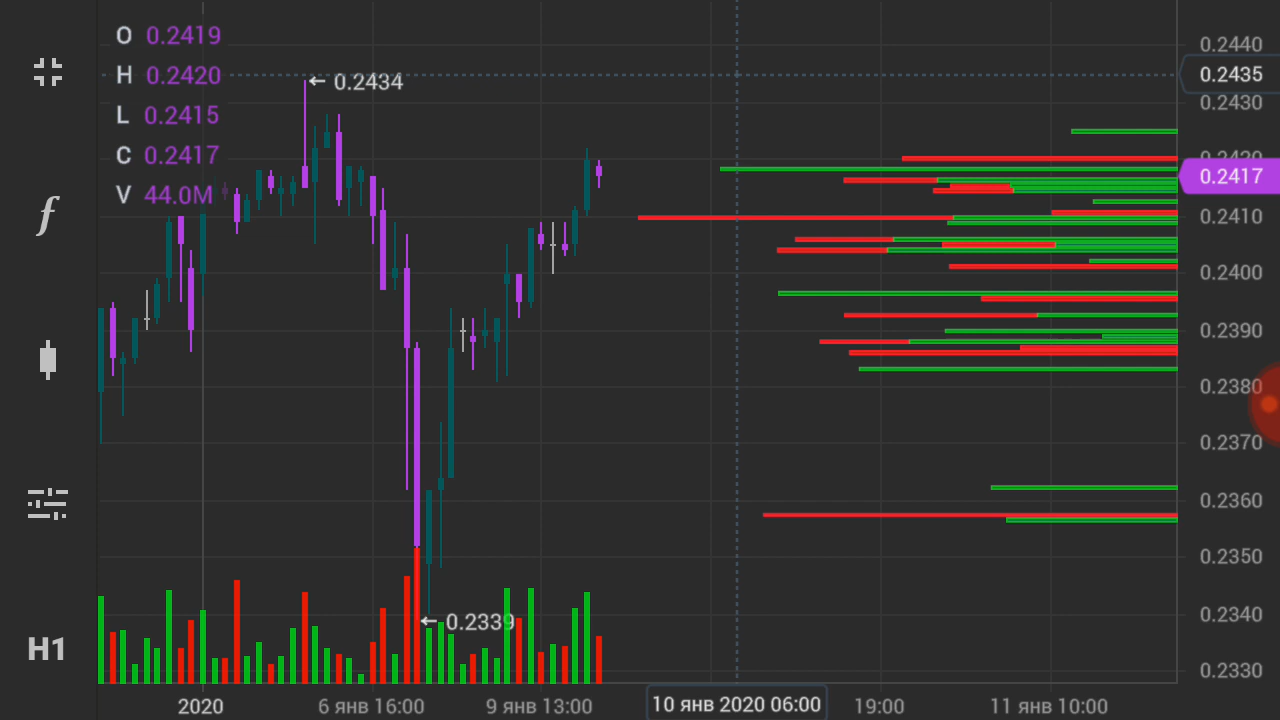 O 0.2419
H 0.2420
L 0.2415
C 0.2417
V 44.0M
0.2434
0.2339
0.2440
0.2435
0.2430
0.2420
0.2417
0.2410
0.2400
0.2390
0.2380
0.2370
0.2360
0.2350
0.2340
0.2330
f
H1
2020
6 янв 16:00
9 янв 13:00
10 янв 2020 06:00
19:00
11 янв 10:00